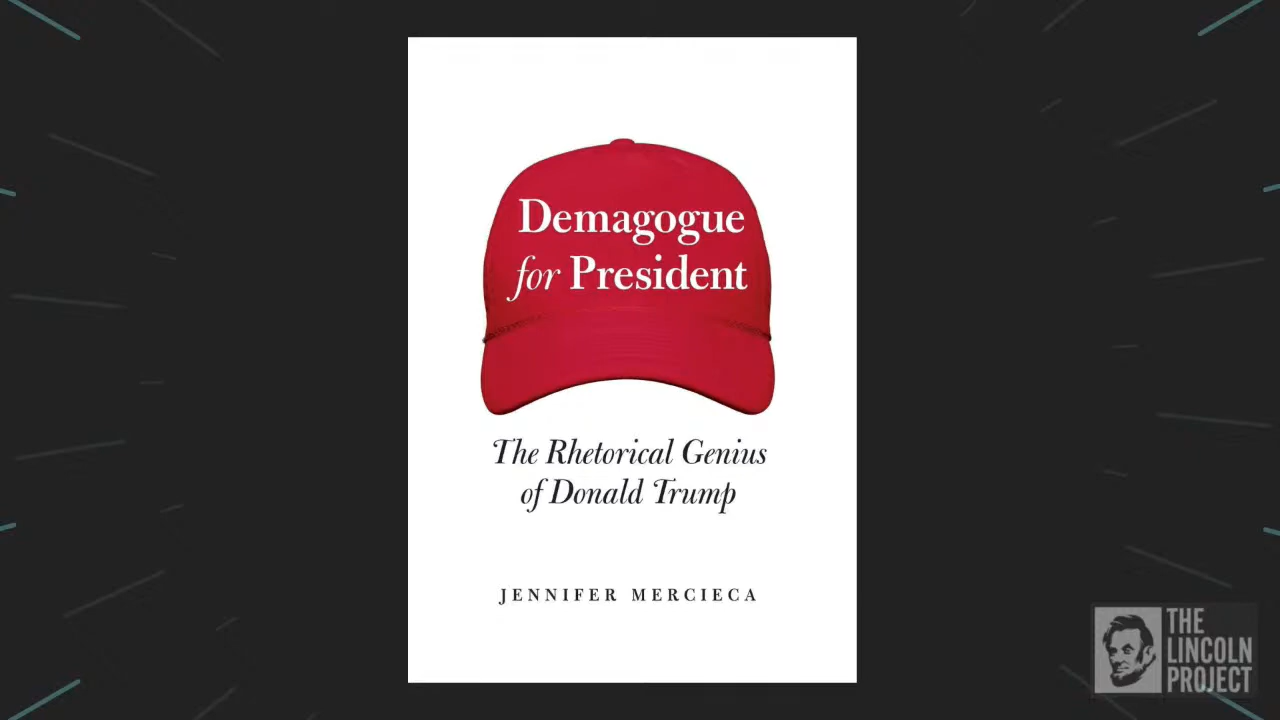 Demagogue
for President
The Rhetorical Genius
of Donald Trump
JENNIFER MERCIECA
THE
LINCOLN
PROJECT